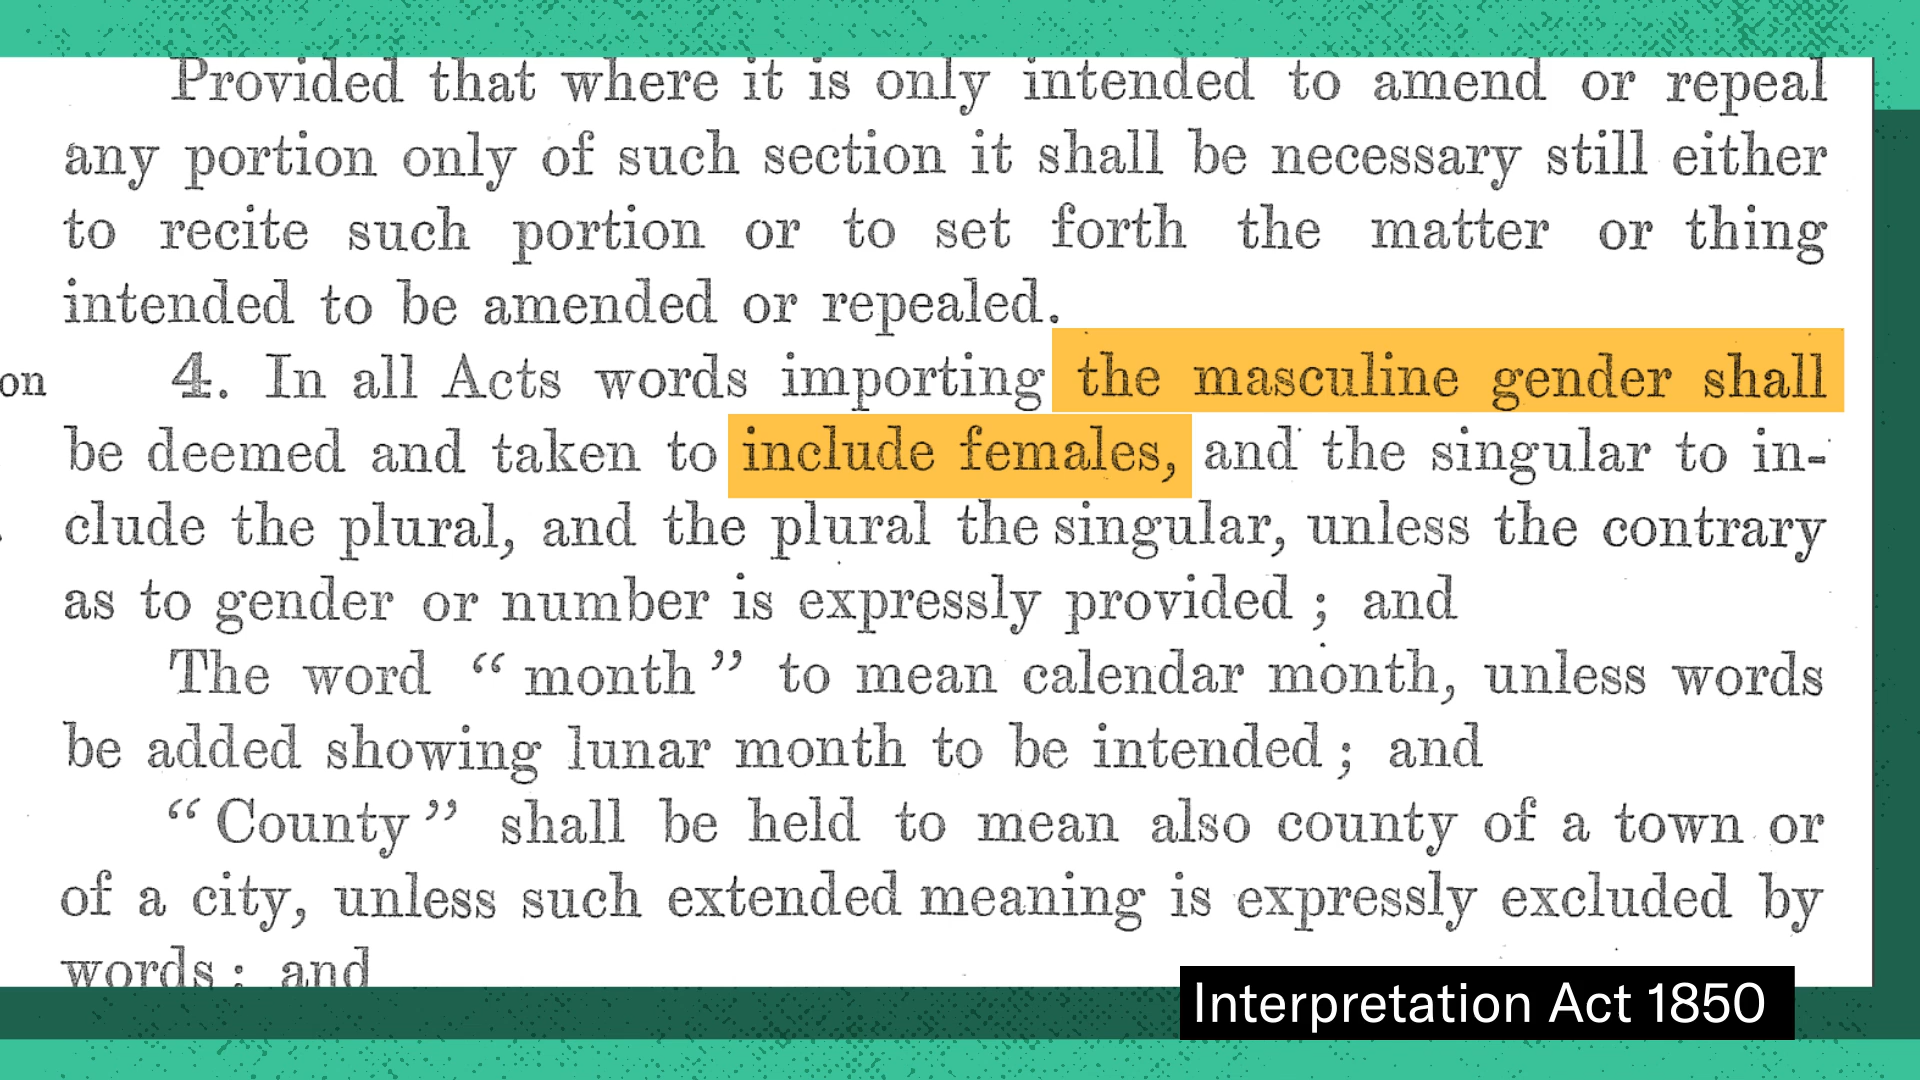 Provided that where it is only intended to amend or repeal
any portion only of such section it shall be necessary still either
to recite such portion or to set forth the matter or thing
intended to be amended or repealed.
on 4. In all Acts words importing the masculine gender shall
be deemed and taken to include females, and the singular to in-
clude the plural, and the plural the singular, unless the contrary
as to gender or number is expressly provided ; and
The word “ month ” to mean calendar month, unless words
be added showing lunar month to be intended ; and
“ County ” shall be held to mean also county of a town or
of a city, unless such extended meaning is expressly excluded by
words ; and
Interpretation Act 1850